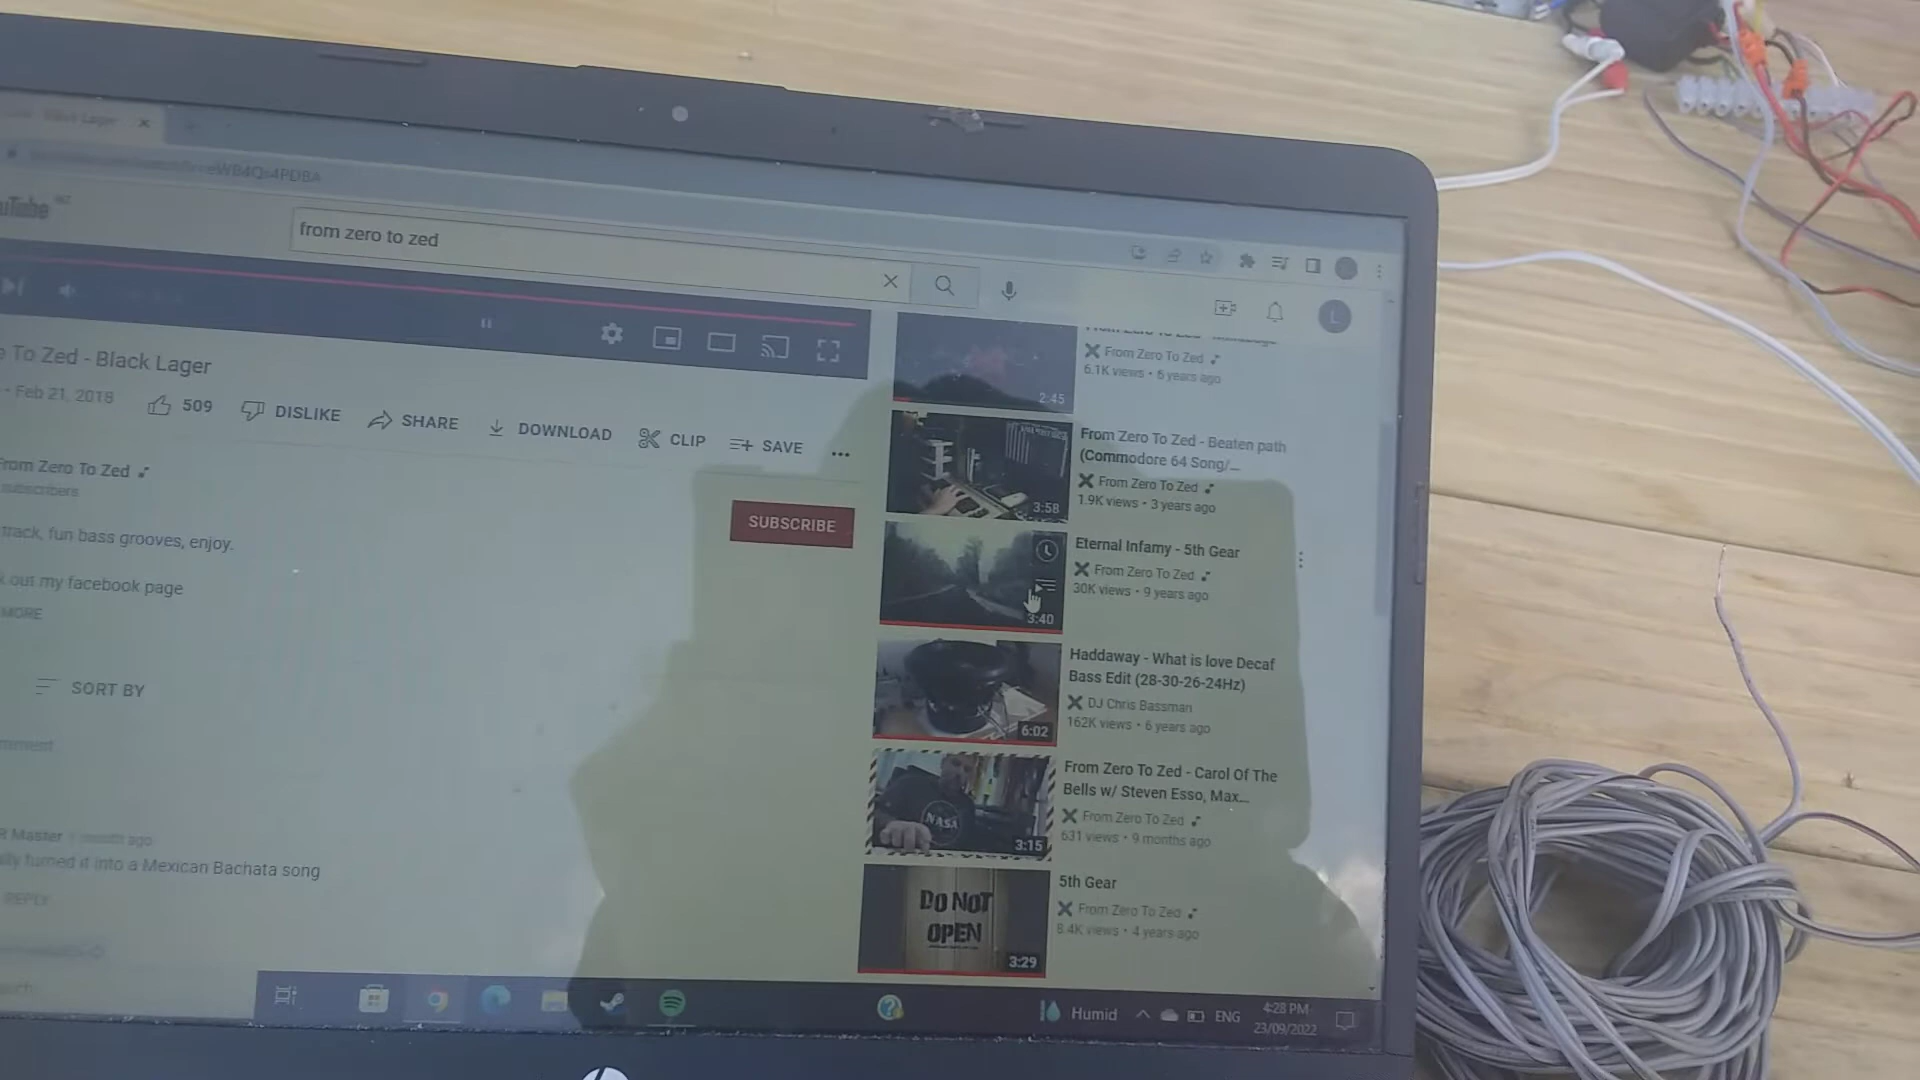 eWB4Qs4PDBA
uTube
from zero to zed
e To Zed - Black Lager
- Feb 21, 2018
509
DISLIKE
SHARE
DOWNLOAD
CLIP
SAVE
From Zero To Zed
subscribers
SUBSCRIBE
track, fun bass grooves, enjoy.
k out my facebook page
MORE
SORT BY
R Master
month ago
ally turned it into a Mexican Bachata song
REPLY
From Zero To Zed
6.1K views • 5 years ago
2:45
From Zero To Zed - Beaten path
(Commodore 64 Song/...
From Zero To Zed
1.9K views • 3 years ago
3:58
Eternal Infamy - 5th Gear
From Zero To Zed
30K views • 9 years ago
3:40
Haddaway - What is love Decaf
Bass Edit (28-30-26-24Hz)
DJ Chris Bassman
162K views • 6 years ago
6:02
From Zero To Zed - Carol Of The
Bells w/ Steven Esso, Max...
From Zero To Zed
631 views • 9 months ago
NASA
3:15
5th Gear
From Zero To Zed
8.4K views • 4 years ago
DO NOT
OPEN
3:29
L
Humid
ENG
4:28 PM
23/09/2022